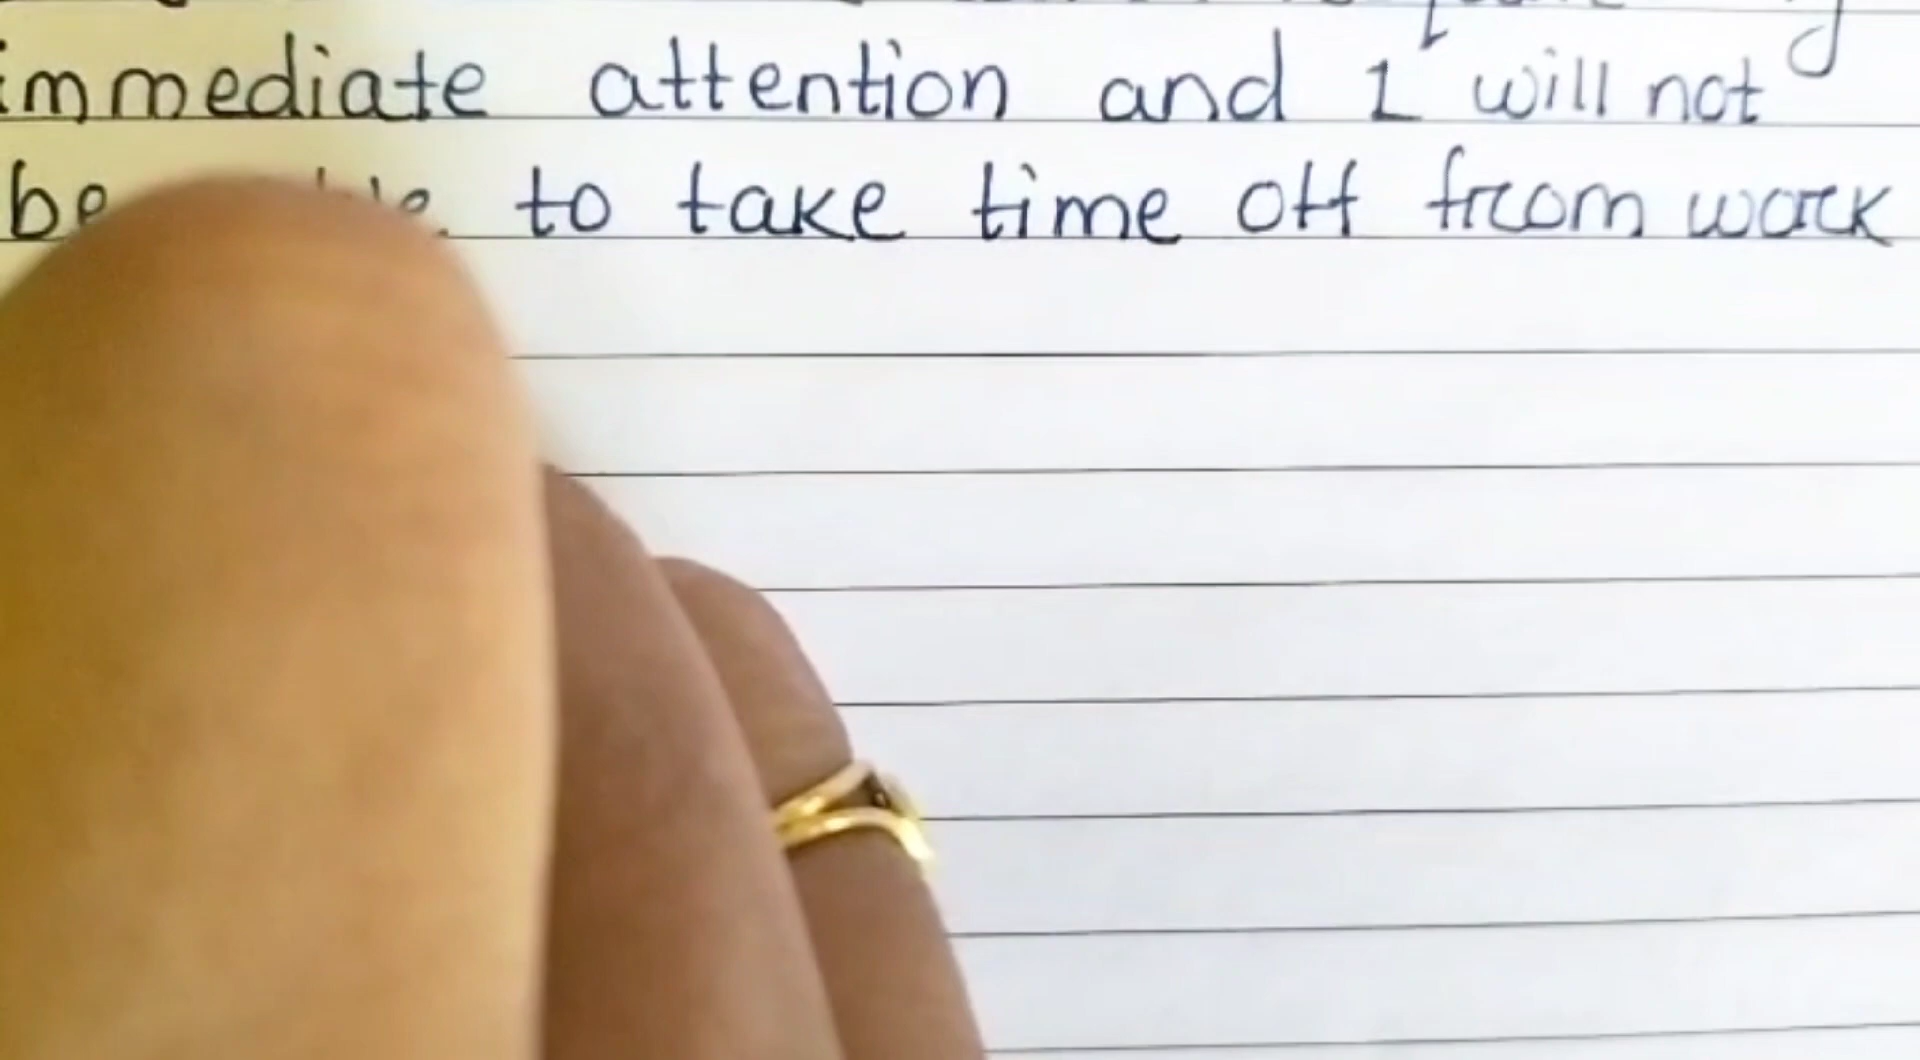 immediate attention and I will not
be to take time off from work